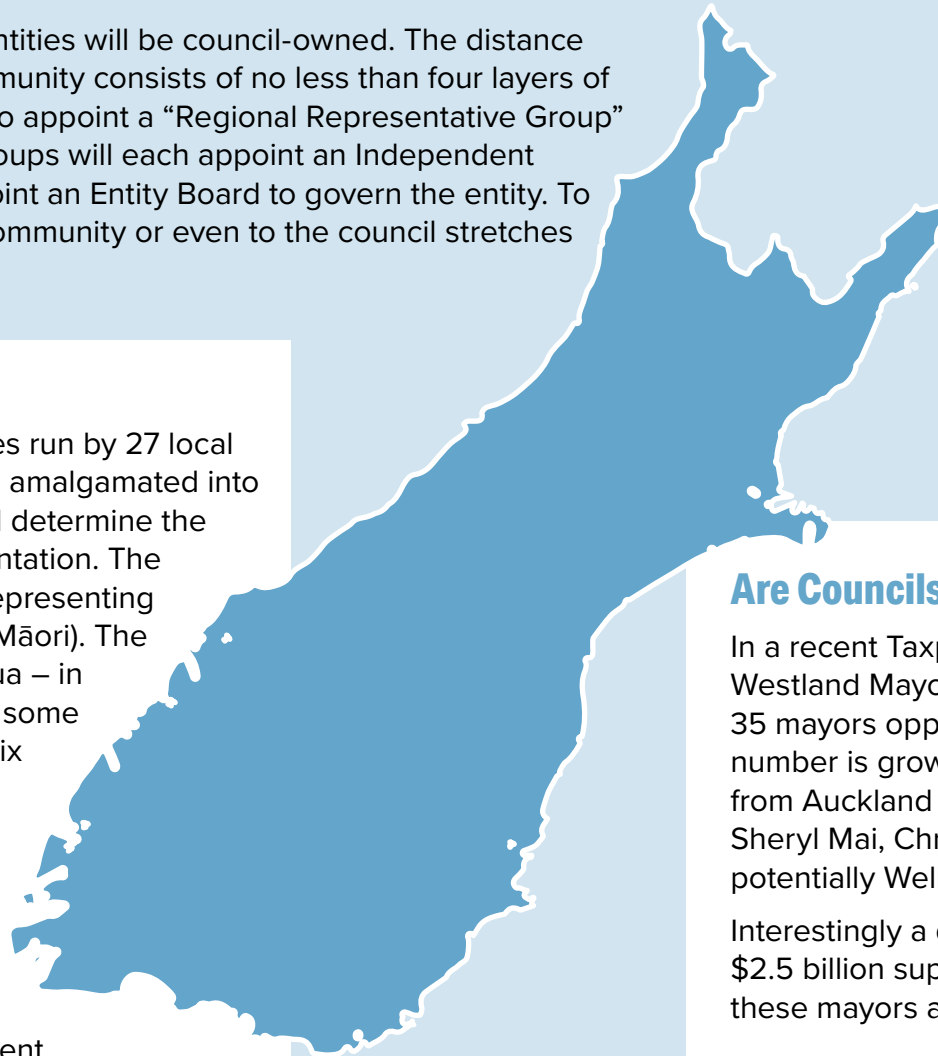 ntities will be council-owned. The distance
munity consists of no less than four layers of
o appoint a “Regional Representative Group”
oups will each appoint an Independent
oint an Entity Board to govern the entity. To
ommunity or even to the council stretches
es run by 27 local
amalgamated into
determine the
ntation. The
epresenting
Māori). The
ua – in
some
ix
ent
Are Councils
In a recent Taxp
Westland Mayo
35 mayors opp
number is grow
from Auckland
Sheryl Mai, Chr
potentially Wel
Interestingly a
$2.5 billion sup
these mayors a